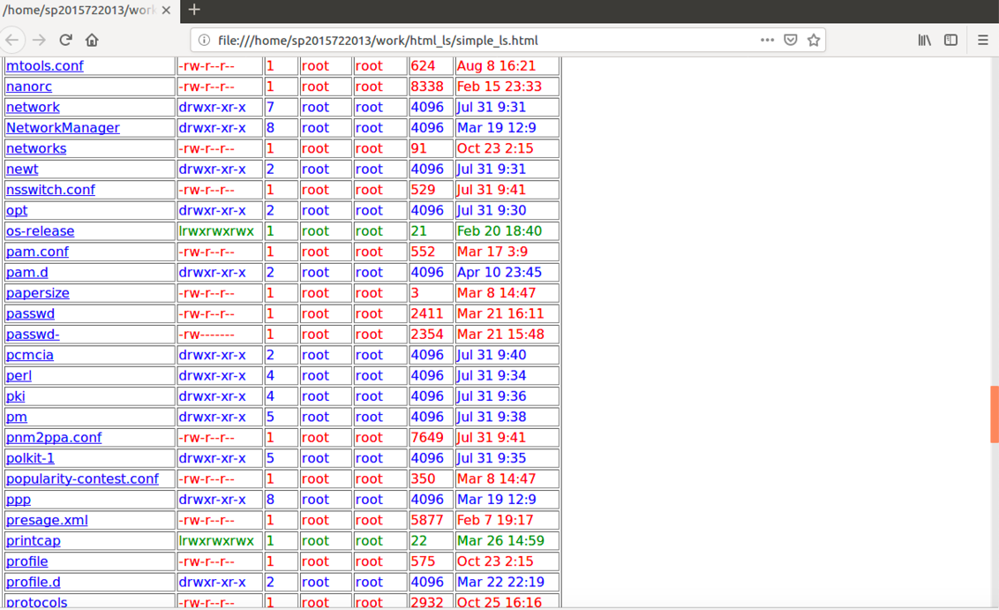 /home/sp2015722013/work
file:///home/sp2015722013/work/html_ls/simple_ls.html
mtools.conf -rw-r--r-- 1 root root 624 Aug 8 16:21
nanorc -rw-r--r-- 1 root root 8338 Feb 15 23:33
network drwxr-xr-x 7 root root 4096 Jul 31 9:31
NetworkManager drwxr-xr-x 8 root root 4096 Mar 19 12:9
networks -rw-r--r-- 1 root root 91 Oct 23 2:15
newt drwxr-xr-x 2 root root 4096 Jul 31 9:31
nsswitch.conf -rw-r--r-- 1 root root 529 Jul 31 9:41
opt drwxr-xr-x 2 root root 4096 Jul 31 9:30
os-release lrwxrwxrwx 1 root root 21 Feb 20 18:40
pam.conf -rw-r--r-- 1 root root 552 Mar 17 3:9
pam.d drwxr-xr-x 2 root root 4096 Apr 10 23:45
papersize -rw-r--r-- 1 root root 3 Mar 8 14:47
passwd -rw-r--r-- 1 root root 2411 Mar 21 16:11
passwd- -rw------- 1 root root 2354 Mar 21 15:48
pcmcia drwxr-xr-x 2 root root 4096 Jul 31 9:40
perl drwxr-xr-x 4 root root 4096 Jul 31 9:34
pki drwxr-xr-x 4 root root 4096 Jul 31 9:36
pm drwxr-xr-x 5 root root 4096 Jul 31 9:38
pnm2ppa.conf -rw-r--r-- 1 root root 7649 Jul 31 9:41
polkit-1 drwxr-xr-x 5 root root 4096 Jul 31 9:35
popularity-contest.conf -rw-r--r-- 1 root root 350 Mar 8 14:47
ppp drwxr-xr-x 8 root root 4096 Mar 19 12:9
presage.xml -rw-r--r-- 1 root root 5877 Feb 7 19:17
printcap lrwxrwxrwx 1 root root 22 Mar 26 14:59
profile -rw-r--r-- 1 root root 575 Oct 23 2:15
profile.d drwxr-xr-x 2 root root 4096 Mar 22 22:19
protocols -rw-r--r-- 1 root root 2932 Oct 25 16:16